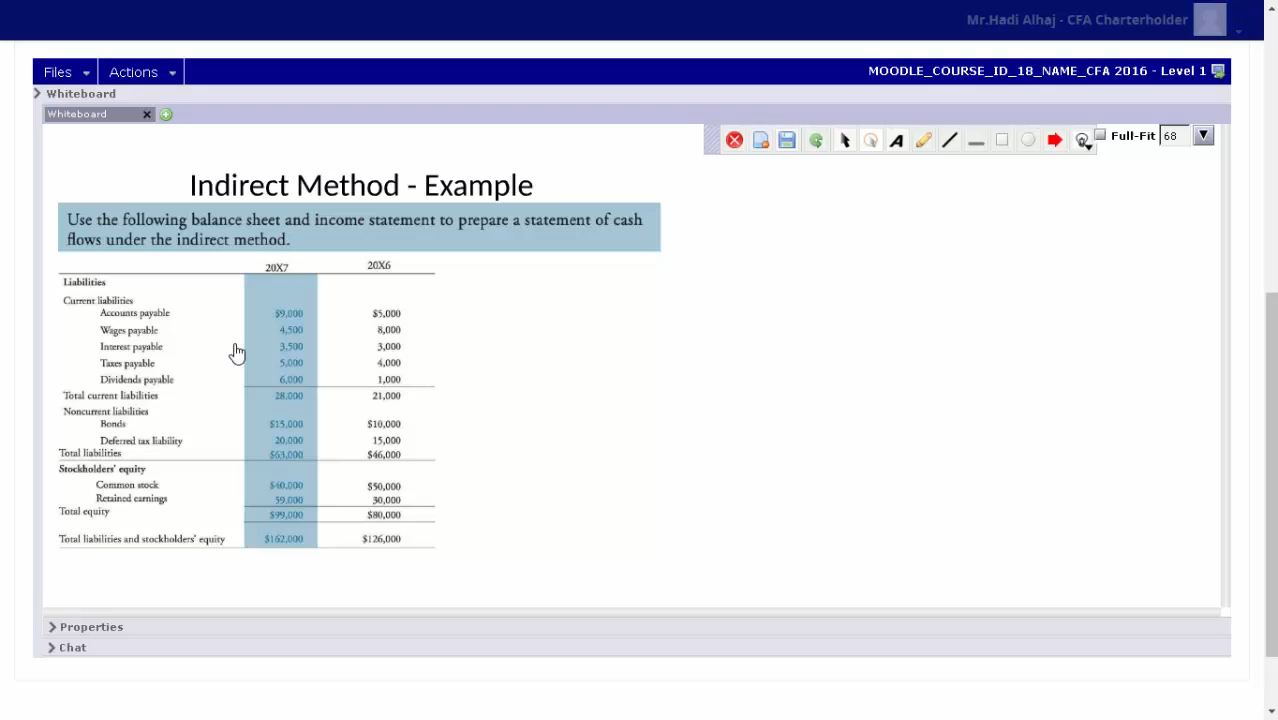 Mr.Hadi Alhaj - CFA Charterholder
Files Actions MOODLE_COURSE_ID_18_NAME_CFA 2016 - Level 1
Whiteboard
Whiteboard
Full-Fit 68
Indirect Method - Example
Use the following balance sheet and income statement to prepare a statement of cash
flows under the indirect method.
20X7 20X6
Liabilities
Current liabilities
Accounts payable $9,000 $5,000
Wages payable 4,500 8,000
Interest payable 3,500 3,000
Taxes payable 5,000 4,000
Dividends payable 6,000 1,000
Total current liabilities 28,000 21,000
Noncurrent liabilities
Bonds $15,000 $10,000
Deferred tax liability 20,000 15,000
Total liabilities $63,000 $46,000
Stockholders' equity
Common stock $40,000 $50,000
Retained earnings 59,000 30,000
Total equity $99,000 $80,000
Total liabilities and stockholders' equity $162,000 $126,000
Properties
Chat